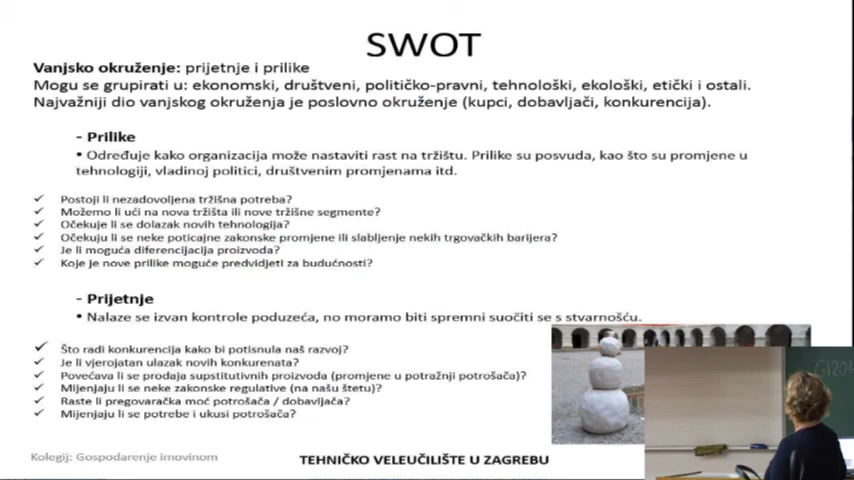 SWOT
Vanjsko okruženje: prijetnje i prilike
Mogu se grupirati u: ekonomski, društveni, političko-pravni, tehnološki, ekološki, etički i ostali.
Najvažniji dio vanjskog okruženja je poslovno okruženje (kupci, dobavljači, konkurencija).
- Prilike
• Određuje kako organizacija može nastaviti rast na tržištu. Prilike su posvuda, kao što su promjene u
tehnologiji, vladinoj politici, društvenim promjenama itd.
✓ Postoji li nezadovoljena tržišna potreba?
✓ Možemo li ući na nova tržišta ili nove tržišne segmente?
✓ Očekuje li se dolazak novih tehnologija?
✓ Očekuju li se neke poticajne zakonske promjene ili slabljenje nekih trgovačkih barijera?
✓ Je li moguća diferencijacija proizvoda?
✓ Koje je nove prilike moguće predvidjeti za budućnosti?
- Prijetnje
• Nalaze se izvan kontrole poduzeća, no moramo biti spremni suočiti se s stvarnošću.
✓ Što radi konkurencija kako bi potisnula naš razvoj?
✓ Je li vjerojatan ulazak novih konkurenata?
✓ Povećava li se prodaja supstitutivnih proizvoda (promjene u potražnji potrošača)?
✓ Mijenjaju li se neke zakonske regulative (na našu štetu)?
✓ Raste li pregovaračka moć potrošača / dobavljača?
✓ Mijenjaju li se potrebe i ukusi potrošača?
Kolegij: Gospodarenje imovinom
TEHNIČKO VELEUČILIŠTE U ZAGREBU